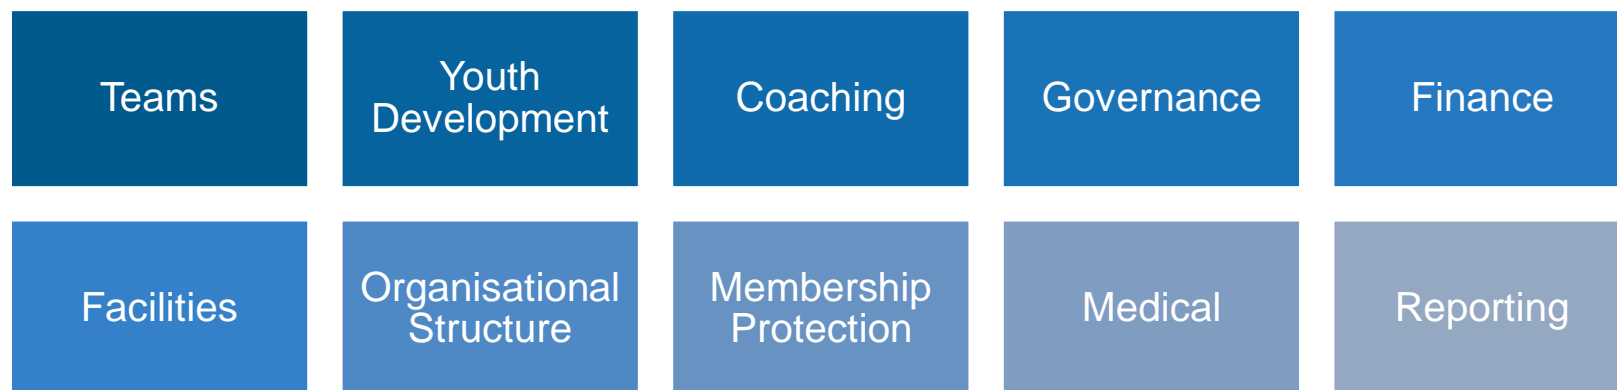 Teams
Youth
Development
Coaching
Governance
Finance
Facilities
Organisational
Structure
Membership
Protection
Medical
Reporting